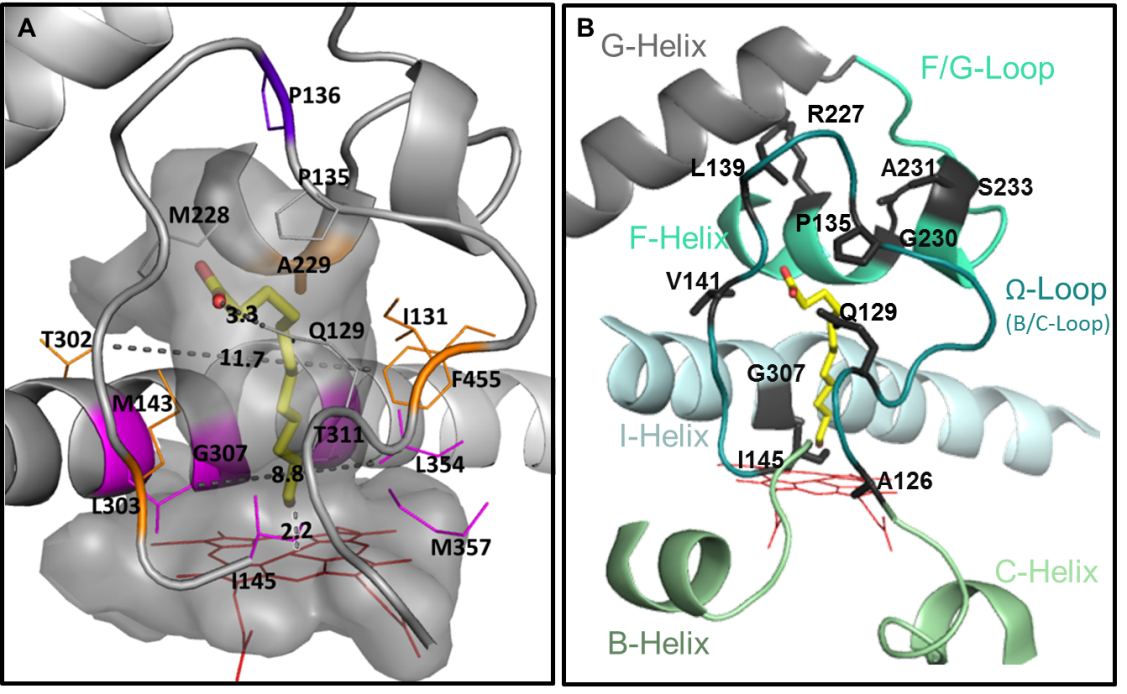 A
P136
P135
M228
A229
3.3
Q129
I131
T302
11.7
F455
M143
T311
G307
L354
8.8
L303
2.2
M357
I145
B
G-Helix
F/G-Loop
R227
L139
A231
S233
P135
F-Helix
G230
V141
Ω-Loop
(B/C-Loop)
Q129
G307
I-Helix
I145
A126
C-Helix
B-Helix